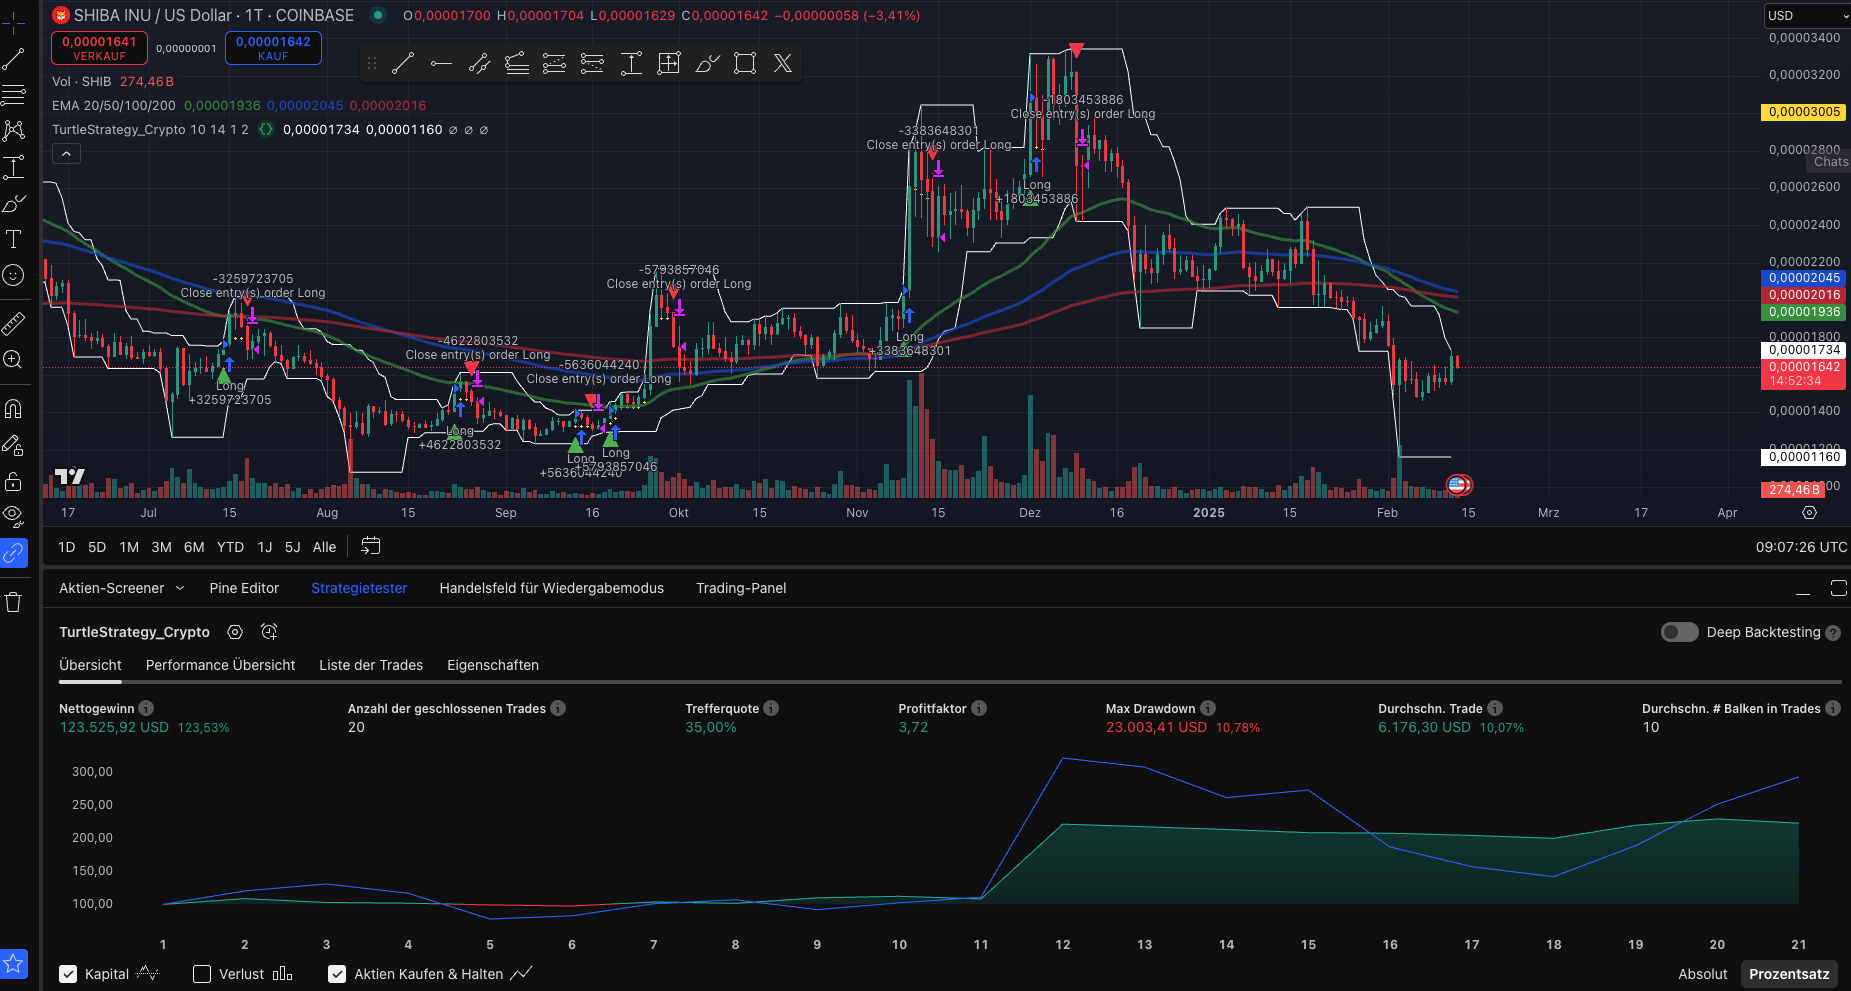 SHIBA INU / US Dollar · 1T · COINBASE O0,00001700 H0,00001704 L0,00001629 C0,00001642 −0,00000058 (−3,41%)
USD
0,00001641
VERKAUF
0,00000001
0,00001642
KAUF
Vol · SHIB 274,46B
EMA 20/50/100/200 0,00001936 0,00002045 0,00002016
TurtleStrategy_Crypto 10 14 1 2 {} 0,00001734 0,00001160 ∅ ∅ ∅
0,00003400
0,00003200
0,00003005
0,00002800
Chats
0,00002600
0,00002400
0,00002200
0,00002045
0,00002016
0,00001936
0,00001800
0,00001734
0,00001642
14:52:34
0,00001400
0,00001200
0,00001160
274,46B
-3259723705
Close entry(s) order Long
Long
+3259723705
-4622803532
Close entry(s) order Long
Long
+4622803532
-5636044240
Close entry(s) order Long
Long
+5636044240
-5793857046
Close entry(s) order Long
Long
+5793857046
-3383648301
Close entry(s) order Long
Long
+3383648301
-1803453886
Close entry(s) order Long
Long
+1803453886
17 Jul 15 Aug 15 Sep 16 Okt 15 Nov 15 Dez 16 2025 15 Feb 15 Mrz 17 Apr
1D 5D 1M 3M 6M YTD 1J 5J Alle
09:07:26 UTC
Aktien-Screener Pine Editor Strategietester Handelsfeld für Wiedergabemodus Trading-Panel
TurtleStrategy_Crypto
Deep Backtesting ?
Übersicht Performance Übersicht Liste der Trades Eigenschaften
Nettogewinn Anzahl der geschlossenen Trades Trefferquote Profitfaktor Max Drawdown Durchschn. Trade Durchschn. # Balken in Trades
123.525,92 USD 123,53% 20 35,00% 3,72 23.003,41 USD 10,78% 6.176,30 USD 10,07% 10
300,00
250,00
200,00
150,00
100,00
1 2 3 4 5 6 7 8 9 10 11 12 13 14 15 16 17 18 19 20 21
Kapital Verlust Aktien Kaufen & Halten
Absolut Prozentsatz